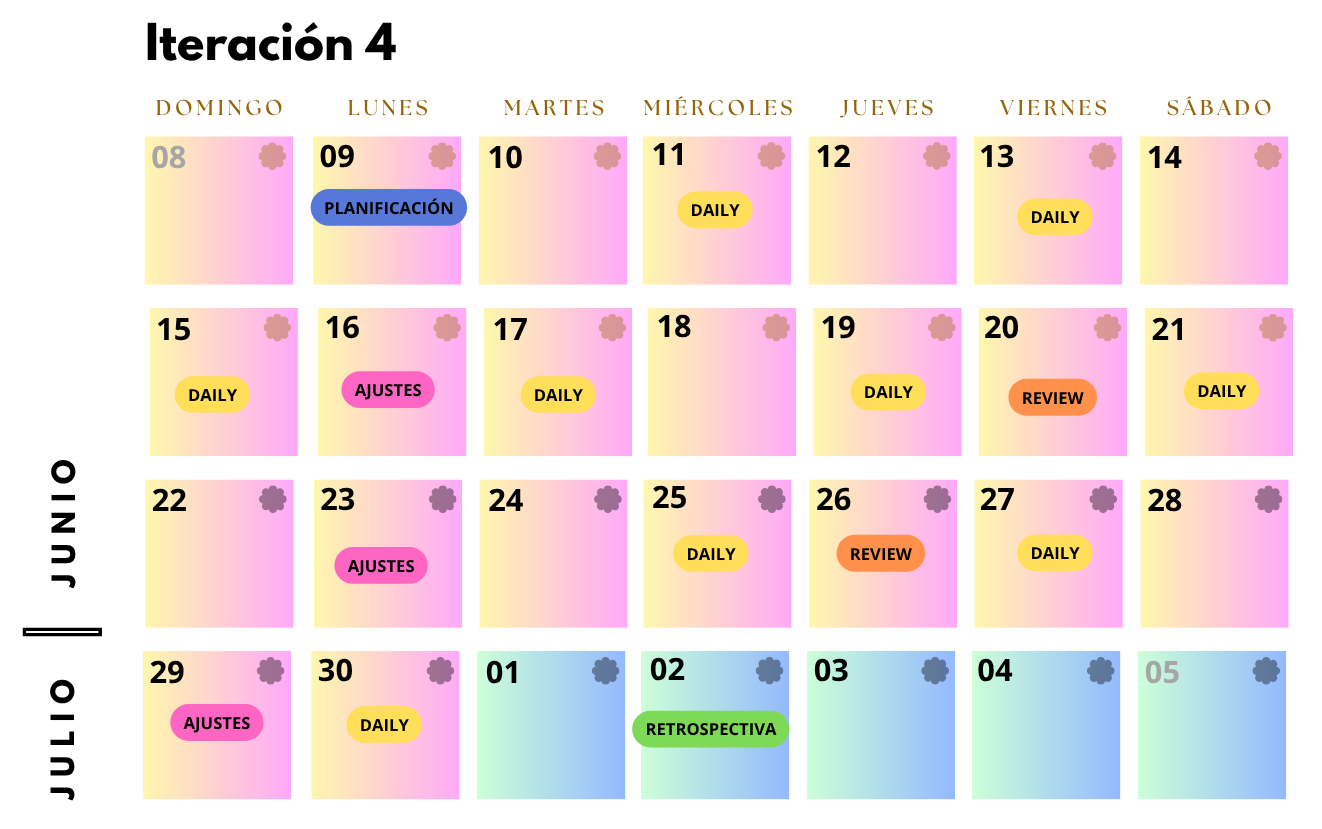 Iteración 4
DOMINGO LUNES MARTES MIÉRCOLES JUEVES VIERNES SÁBADO
08 09 10 11 12 13 14
PLANIFICACIÓN DAILY DAILY
15 16 17 18 19 20 21
DAILY AJUSTES DAILY DAILY REVIEW DAILY
JUNIO
22 23 24 25 26 27 28
AJUSTES DAILY REVIEW DAILY
JULIO
29 30 01 02 03 04 05
AJUSTES DAILY RETROSPECTIVA